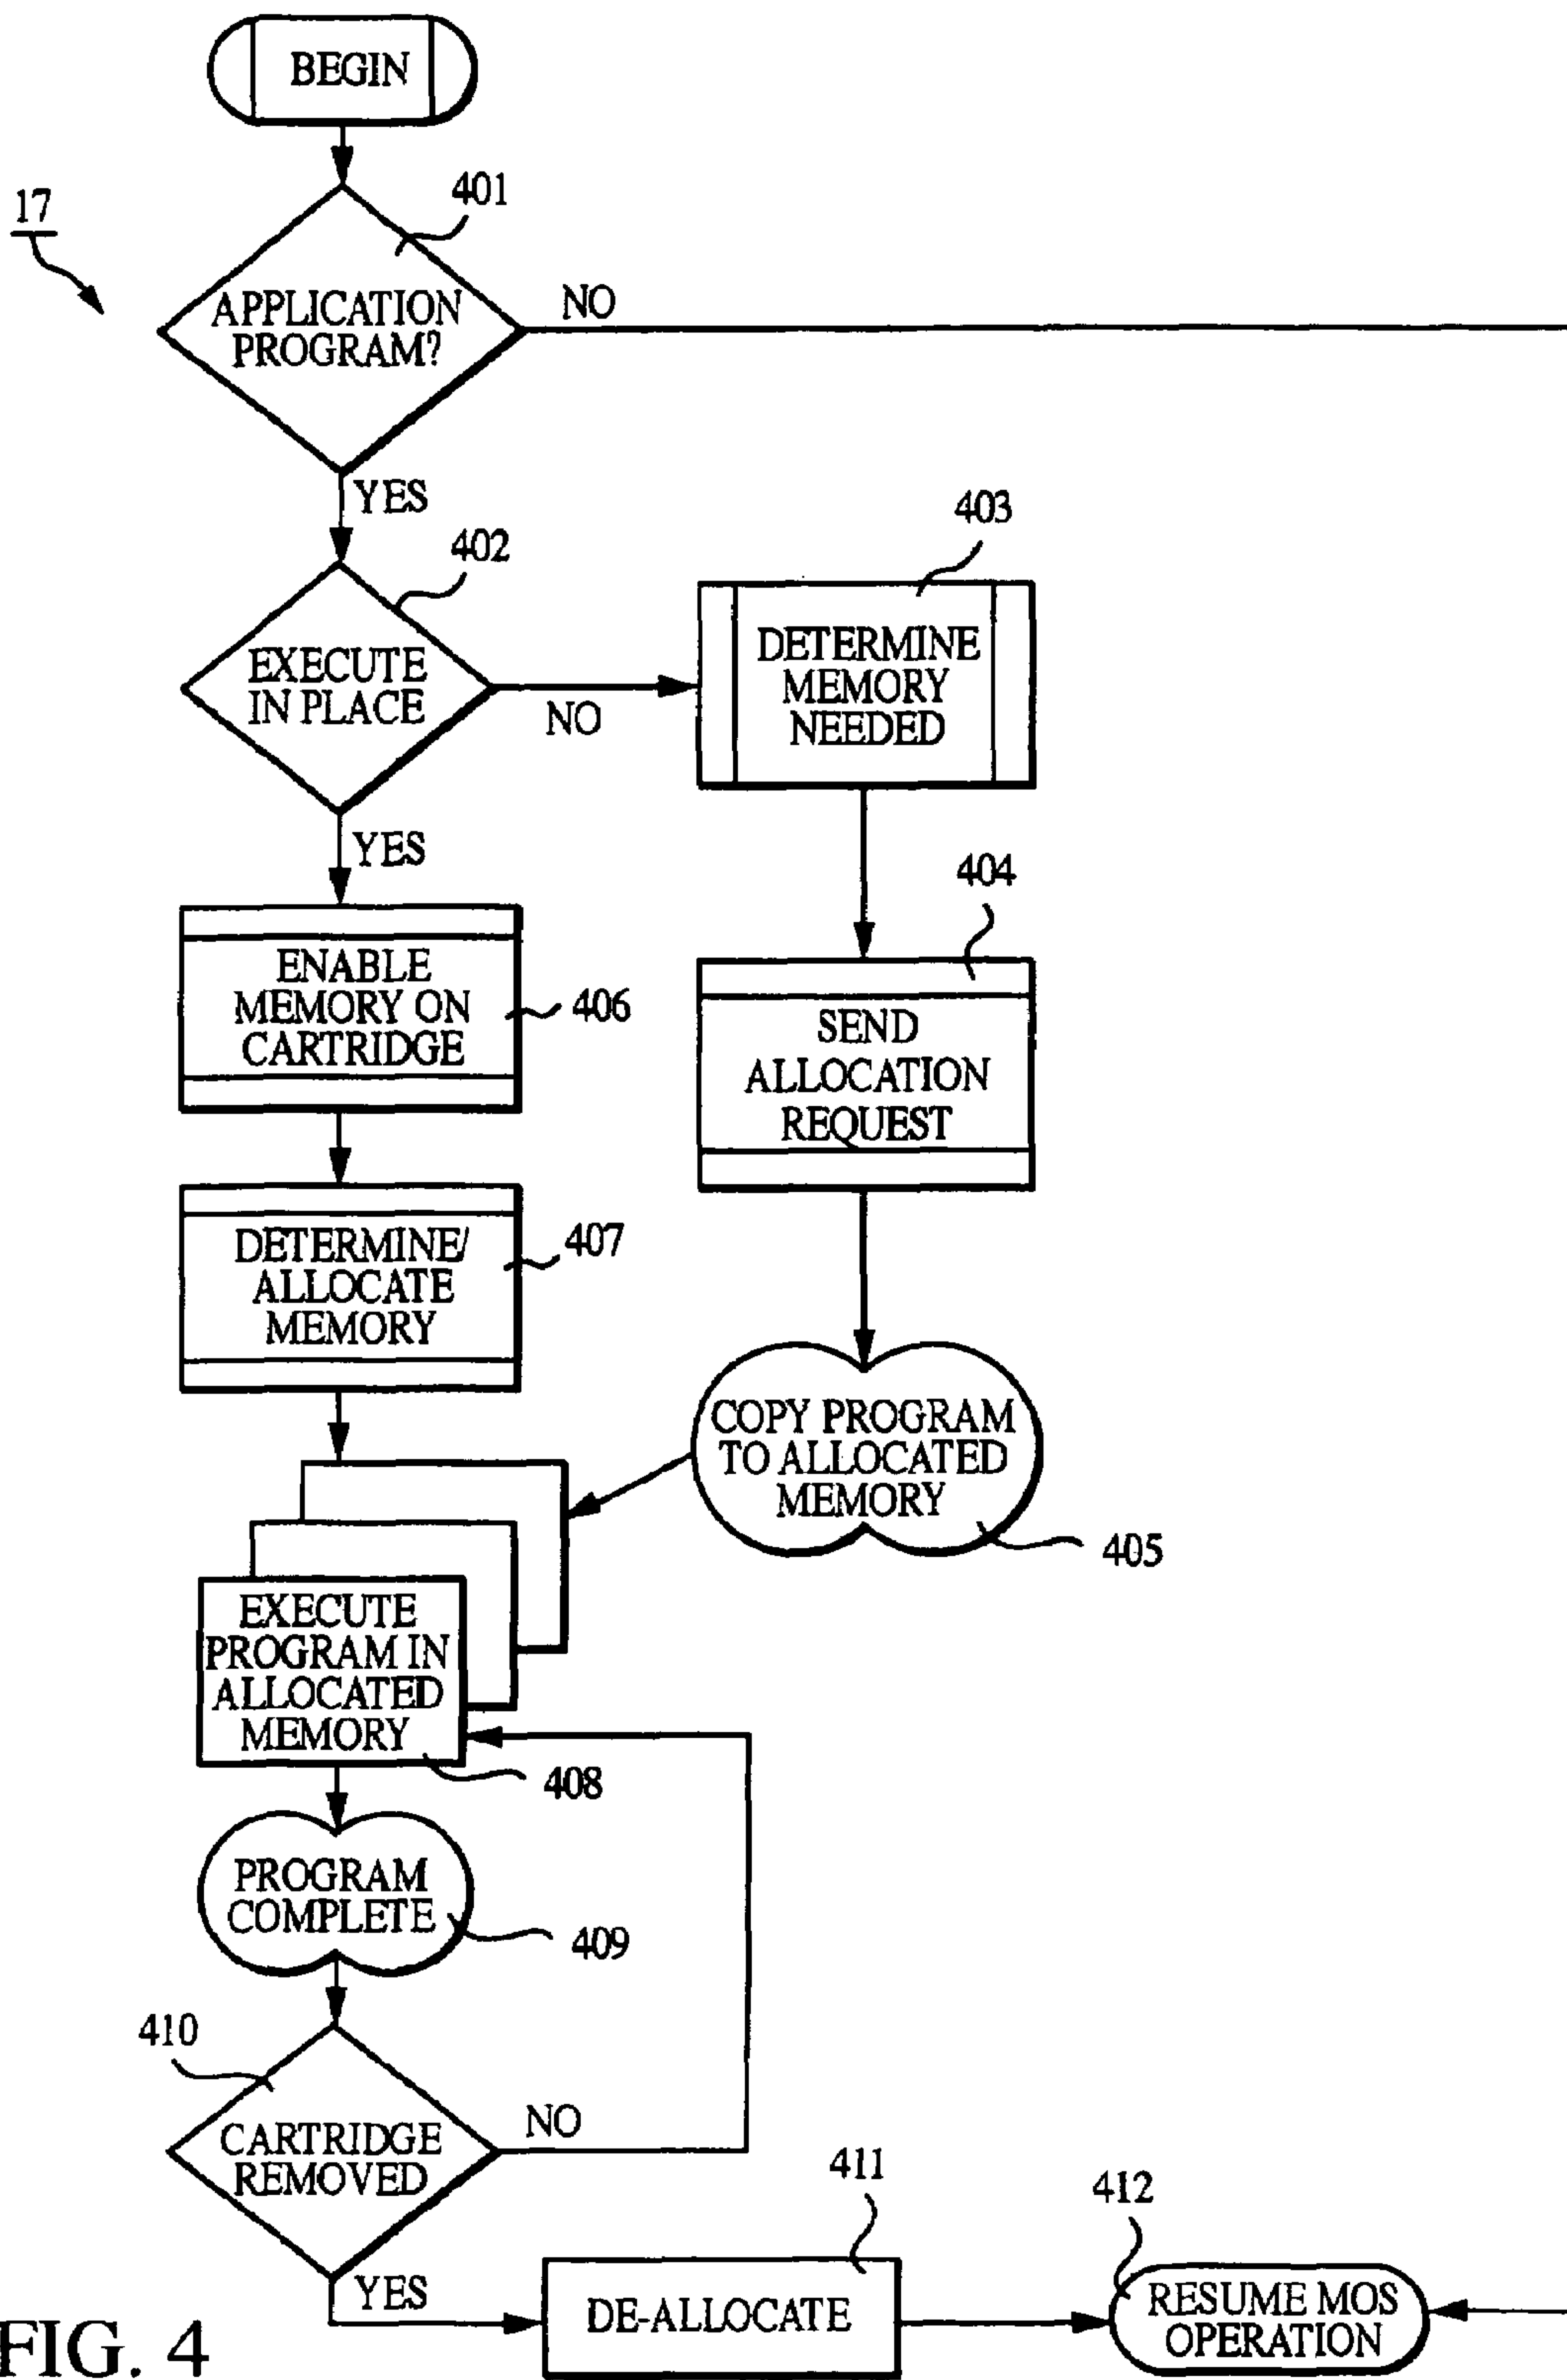 BEGIN
17
401
APPLICATION
PROGRAM?
NO
YES
402
EXECUTE
IN PLACE
NO
YES
403
DETERMINE
MEMORY
NEEDED
404
SEND
ALLOCATION
REQUEST
ENABLE
MEMORY ON
CARTRIDGE
406
DETERMINE/
ALLOCATE
MEMORY
407
COPY PROGRAM
TO ALLOCATED
MEMORY
405
EXECUTE
PROGRAM IN
ALLOCATED
MEMORY
408
PROGRAM
COMPLETE
409
410
CARTRIDGE
REMOVED
NO
YES
411
DE-ALLOCATE
412
RESUME MOS
OPERATION
FIG. 4